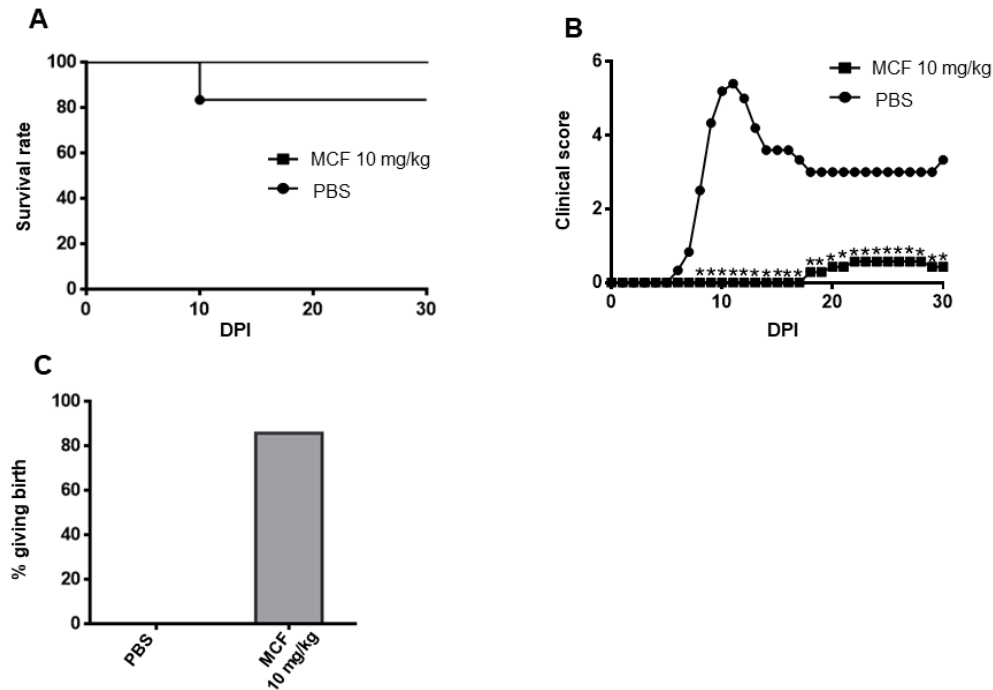 A
100
80
60
40
20
0
Survival rate
MCF 10 mg/kg
PBS
0
10
20
30
DPI
B
6
4
2
0
Clinical score
MCF 10 mg/kg
PBS
********** ** * ******* **
0
10
20
30
DPI
C
100
80
60
40
20
0
% giving birth
PBS
MCF
10 mg/kg